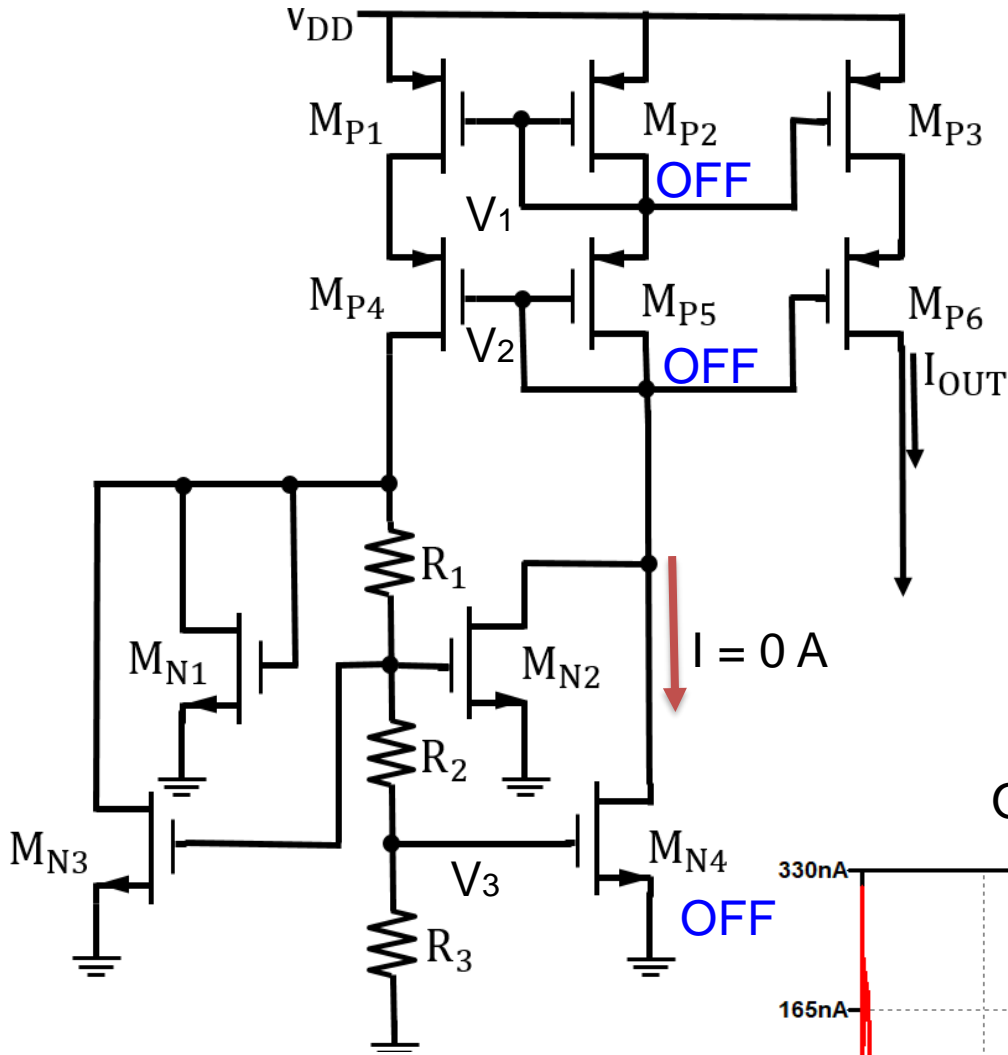 VDD
MP1
MP2
MP3
OFF
V1
MP4
MP5
MP6
V2
OFF
IOUT
R1
MN1
MN2
I = 0 A
R2
MN3
MN4
V3
OFF
R3
330nA
165nA